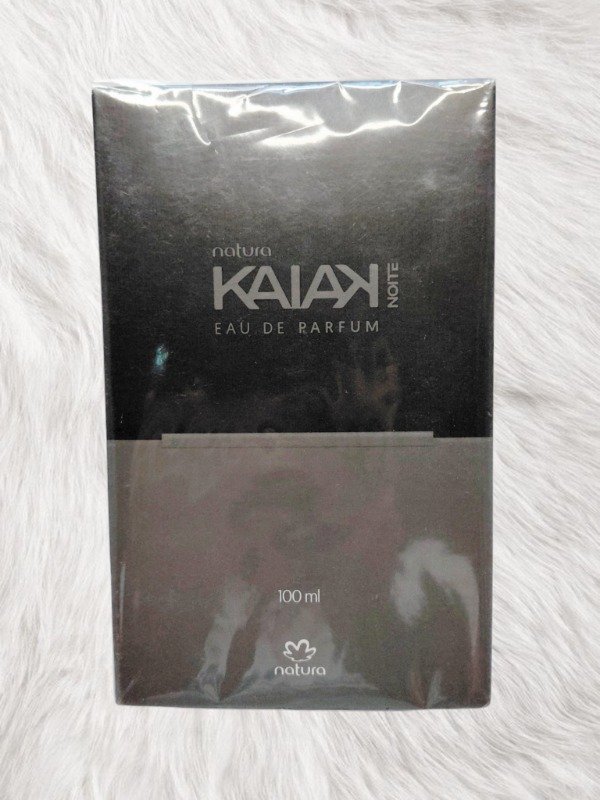 natura
KAIAK NOITE
EAU DE PARFUM
100 ml
natura